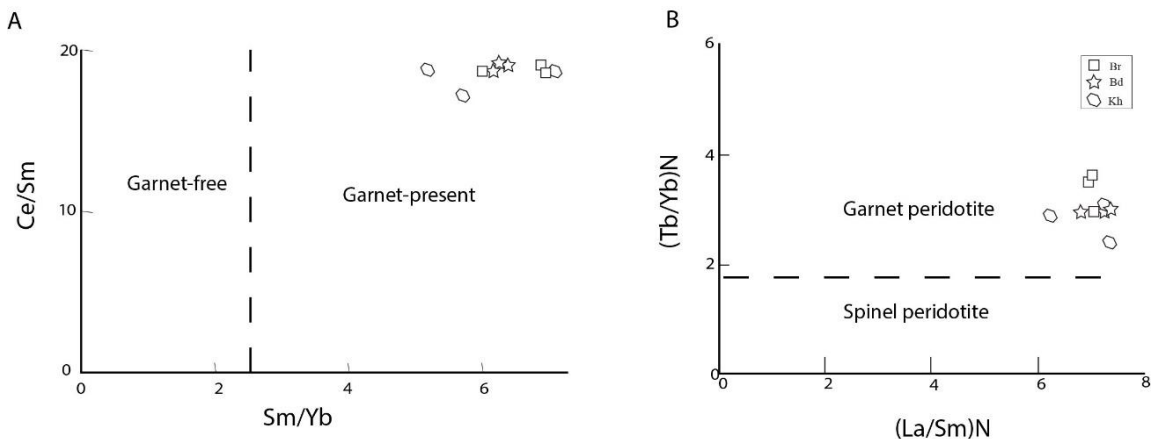 A
20
Ce/Sm
10
0
Garnet-free
Garnet-present
0
2
4
6
Sm/Yb
B
6
(Tb/Yb)N
4
2
0
Br
Bd
Kh
Garnet peridotite
Spinel peridotite
0
2
4
6
8
(La/Sm)N